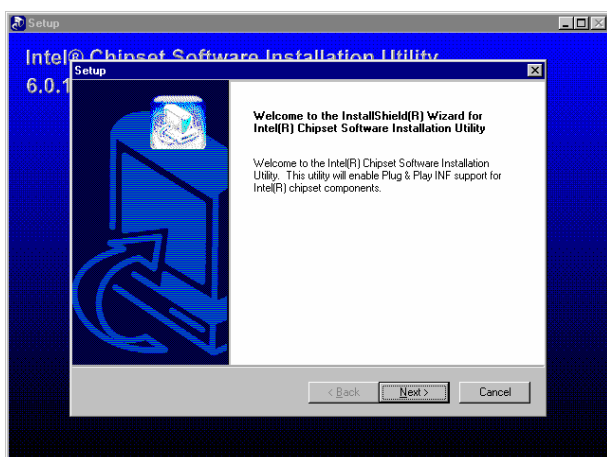 Setup
Intel® Chipset Software Installation Utility
6.0.1
Setup
Welcome to the InstallShield(R) Wizard for
Intel(R) Chipset Software Installation Utility
Welcome to the Intel(R) Chipset Software Installation
Utility. This utility will enable Plug & Play INF support for
Intel(R) chipset components.
< Back
Next >
Cancel